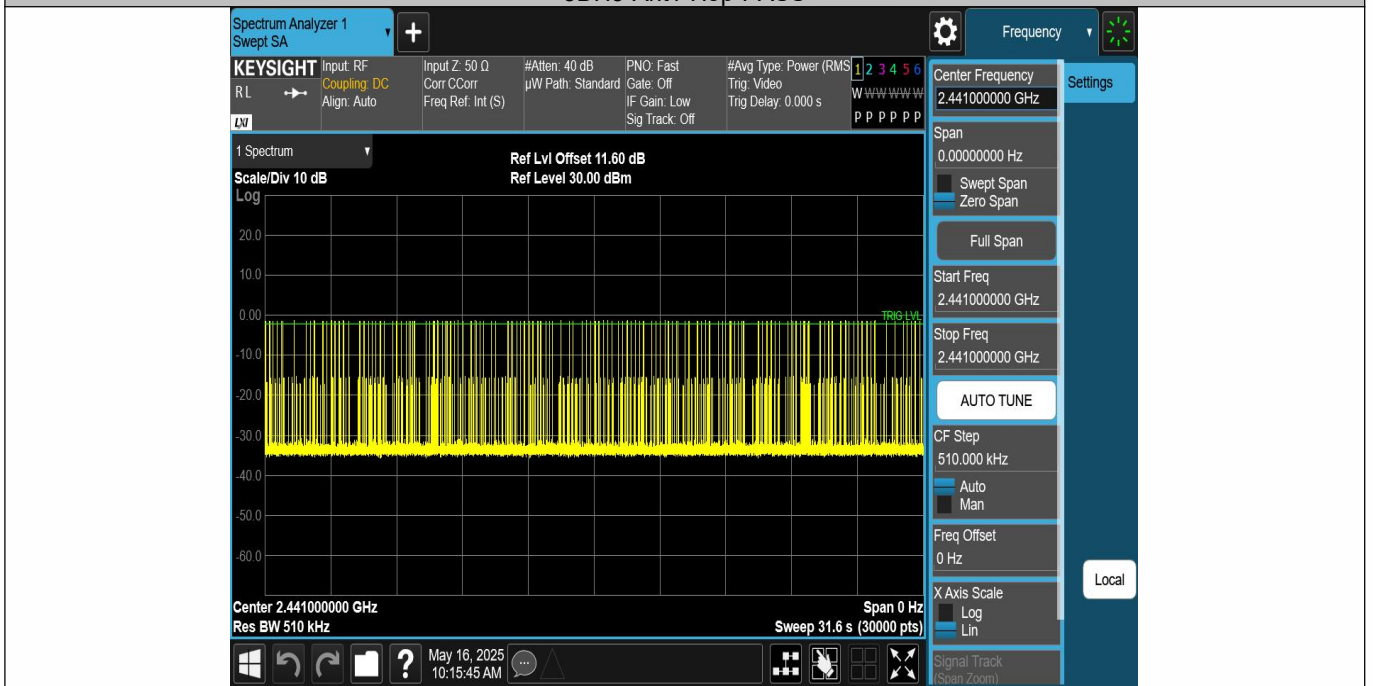 Spectrum Analyzer 1
Swept SA
Frequency
KEYSIGHT
RL
LXI
Input: RF
Coupling: DC
Align: Auto
Input Z: 50 Ω
Corr CCorr
Freq Ref: Int (S)
#Atten: 40 dB
µW Path: Standard
PNO: Fast
Gate: Off
IF Gain: Low
Sig Track: Off
#Avg Type: Power (RMS
Trig: Video
Trig Delay: 0.000 s
1 2 3 4 5 6
W W W W W W
P P P P P P
1 Spectrum
Scale/Div 10 dB
Ref Lvl Offset 11.60 dB
Ref Level 30.00 dBm
Log
20.0
10.0
0.00
TRIG LVL
-10.0
-20.0
-30.0
-40.0
-50.0
-60.0
Center 2.441000000 GHz
Span 0 Hz
Res BW 510 kHz
Sweep 31.6 s (30000 pts)
May 16, 2025
10:15:45 AM
Center Frequency
2.441000000 GHz
Settings
Span
0.00000000 Hz
Swept Span
Zero Span
Full Span
Start Freq
2.441000000 GHz
Stop Freq
2.441000000 GHz
AUTO TUNE
CF Step
510.000 kHz
Auto
Man
Freq Offset
0 Hz
X Axis Scale
Log
Lin
Local
Signal Track
(Span Zoom)